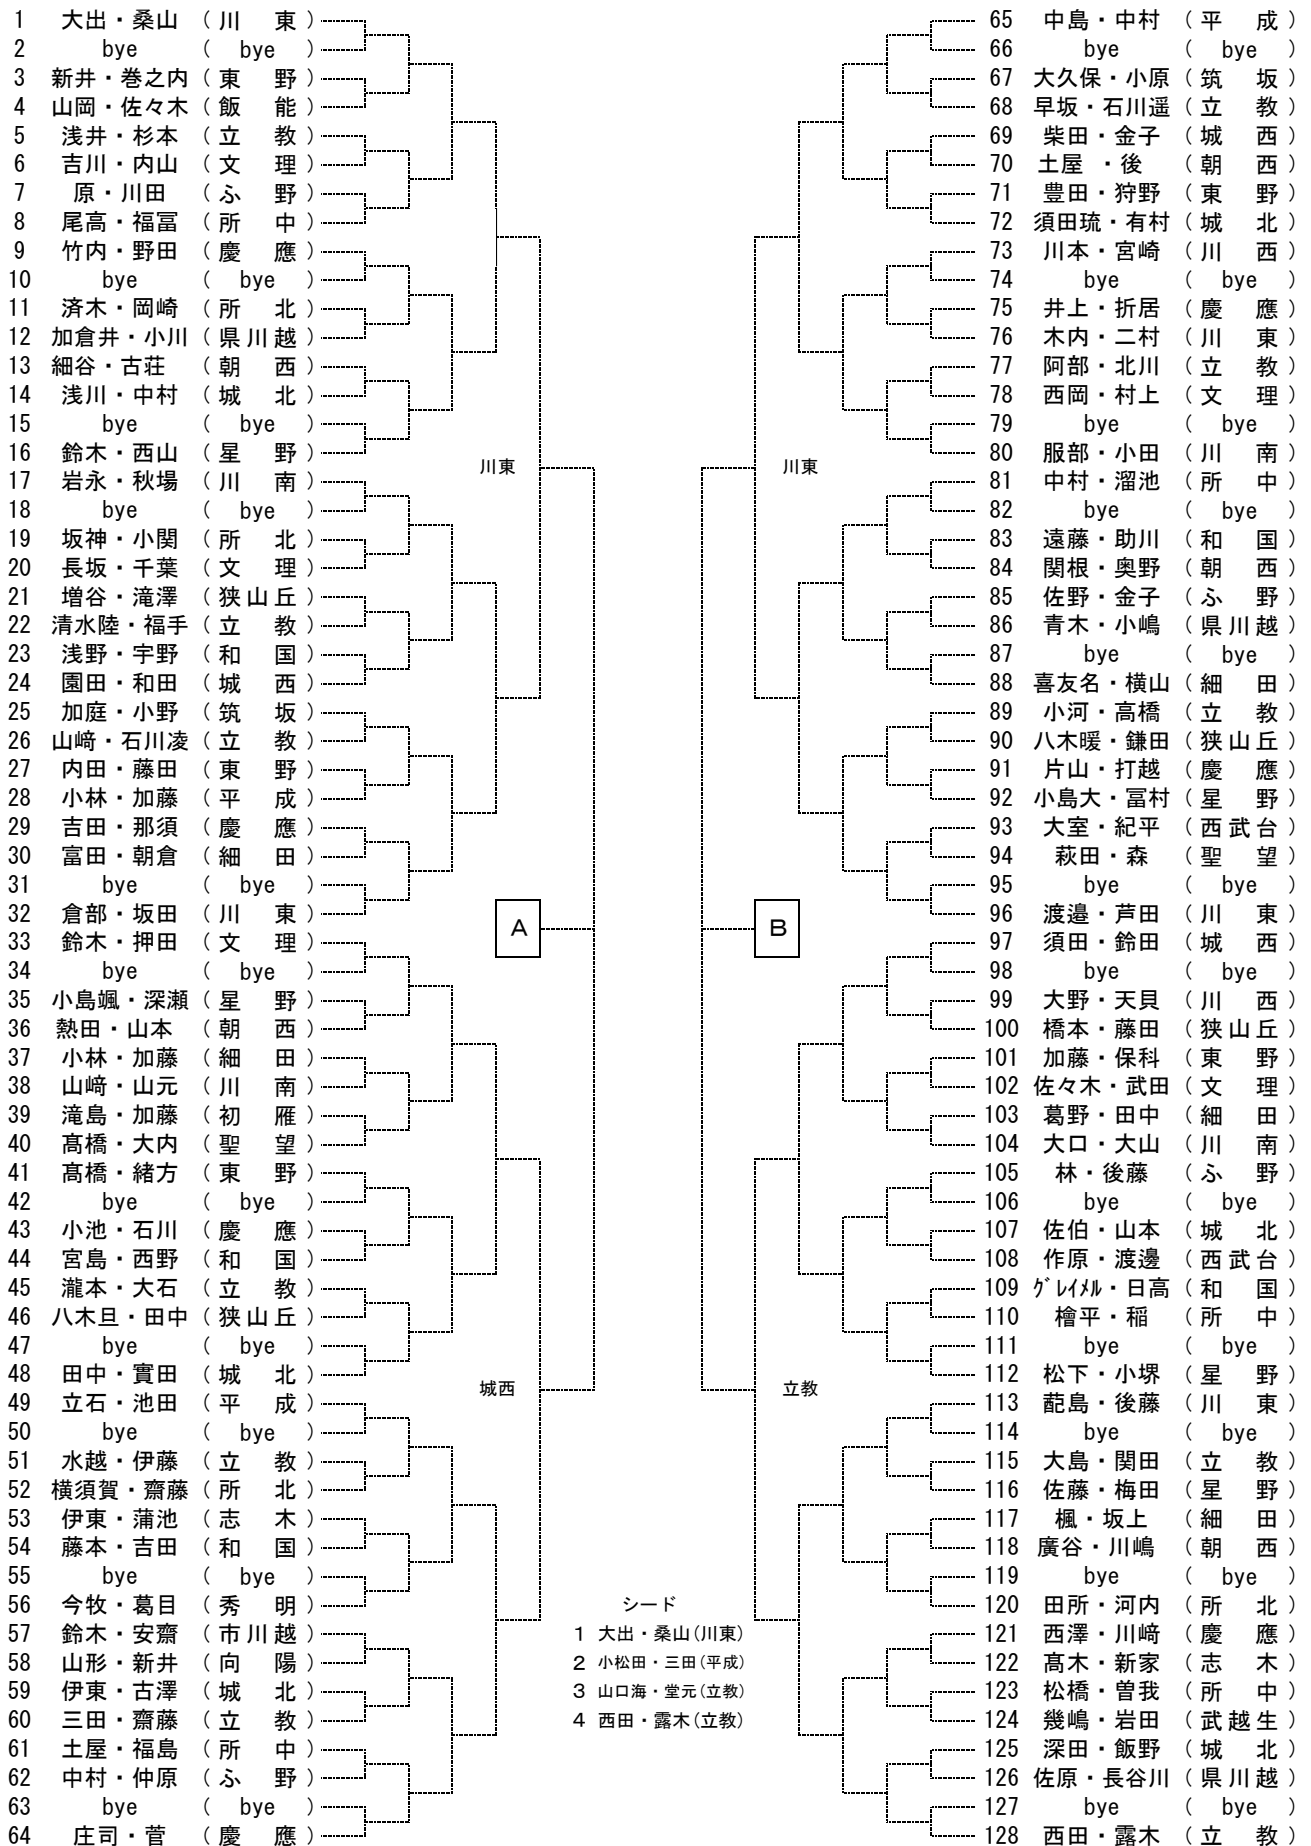 1 大出・桑山 (川 東)
2 bye ( bye )
3 新井・巻之内 (東 野)
4 山岡・佐々木 (飯 能)
5 浅井・杉本 (立 教)
6 吉川・内山 (文 理)
7 原・川田 (ふ 野)
8 尾高・福冨 (所 中)
9 竹内・野田 (慶 應)
10 bye ( bye )
11 済木・岡崎 (所 北)
12 加倉井・小川 (県川越)
13 細谷・古荘 (朝 西)
14 浅川・中村 (城 北)
15 bye ( bye )
16 鈴木・西山 (星 野)
17 岩永・秋場 (川 南)
18 bye ( bye )
19 坂神・小関 (所 北)
20 長坂・千葉 (文 理)
21 増谷・滝澤 (狭山丘)
22 清水陸・福手 (立 教)
23 浅野・宇野 (和 国)
24 園田・和田 (城 西)
25 加庭・小野 (筑 坂)
26 山﨑・石川凌 (立 教)
27 内田・藤田 (東 野)
28 小林・加藤 (平 成)
29 吉田・那須 (慶 應)
30 富田・朝倉 (細 田)
31 bye ( bye )
32 倉部・坂田 (川 東)
33 鈴木・押田 (文 理)
34 bye ( bye )
35 小島颯・深瀬 (星 野)
36 熱田・山本 (朝 西)
37 小林・加藤 (細 田)
38 山﨑・山元 (川 南)
39 滝島・加藤 (初 雁)
40 髙橋・大内 (聖 望)
41 髙橋・緒方 (東 野)
42 bye ( bye )
43 小池・石川 (慶 應)
44 宮島・西野 (和 国)
45 瀧本・大石 (立 教)
46 八木旦・田中 (狭山丘)
47 bye ( bye )
48 田中・實田 (城 北)
49 立石・池田 (平 成)
50 bye ( bye )
51 水越・伊藤 (立 教)
52 横須賀・齋藤 (所 北)
53 伊東・蒲池 (志 木)
54 藤本・吉田 (和 国)
55 bye ( bye )
56 今牧・葛目 (秀 明)
57 鈴木・安齋 (市川越)
58 山形・新井 (向 陽)
59 伊東・古澤 (城 北)
60 三田・齋藤 (立 教)
61 土屋・福島 (所 中)
62 中村・仲原 (ふ 野)
63 bye ( bye )
64 庄司・菅 (慶 應)
川東
A
城西
川東
B
立教
シード
1 大出・桑山(川東)
2 小松田・三田(平成)
3 山口海・堂元(立教)
4 西田・露木(立教)
65 中島・中村 (平 成)
66 bye ( bye )
67 大久保・小原 (筑 坂)
68 早坂・石川遥 (立 教)
69 柴田・金子 (城 西)
70 土屋 ・後 (朝 西)
71 豊田・狩野 (東 野)
72 須田琉・有村 (城 北)
73 川本・宮崎 (川 西)
74 bye ( bye )
75 井上・折居 (慶 應)
76 木内・二村 (川 東)
77 阿部・北川 (立 教)
78 西岡・村上 (文 理)
79 bye ( bye )
80 服部・小田 (川 南)
81 中村・溜池 (所 中)
82 bye ( bye )
83 遠藤・助川 (和 国)
84 関根・奥野 (朝 西)
85 佐野・金子 (ふ 野)
86 青木・小嶋 (県川越)
87 bye ( bye )
88 喜友名・横山 (細 田)
89 小河・高橋 (立 教)
90 八木暖・鎌田 (狭山丘)
91 片山・打越 (慶 應)
92 小島大・冨村 (星 野)
93 大室・紀平 (西武台)
94 萩田・森 (聖 望)
95 bye ( bye )
96 渡邉・芦田 (川 東)
97 須田・鈴田 (城 西)
98 bye ( bye )
99 大野・天貝 (川 西)
100 橋本・藤田 (狭山丘)
101 加藤・保科 (東 野)
102 佐々木・武田 (文 理)
103 葛野・田中 (細 田)
104 大口・大山 (川 南)
105 林・後藤 (ふ 野)
106 bye ( bye )
107 佐伯・山本 (城 北)
108 作原・渡邊 (西武台)
109 ｸﾞﾚｲﾒﾙ・日高 (和 国)
110 檜平・稲 (所 中)
111 bye ( bye )
112 松下・小堺 (星 野)
113 蓜島・後藤 (川 東)
114 bye ( bye )
115 大島・関田 (立 教)
116 佐藤・梅田 (星 野)
117 楓・坂上 (細 田)
118 廣谷・川嶋 (朝 西)
119 bye ( bye )
120 田所・河内 (所 北)
121 西澤・川﨑 (慶 應)
122 髙木・新家 (志 木)
123 松橋・曽我 (所 中)
124 幾嶋・岩田 (武越生)
125 深田・飯野 (城 北)
126 佐原・長谷川 (県川越)
127 bye ( bye )
128 西田・露木 (立 教)